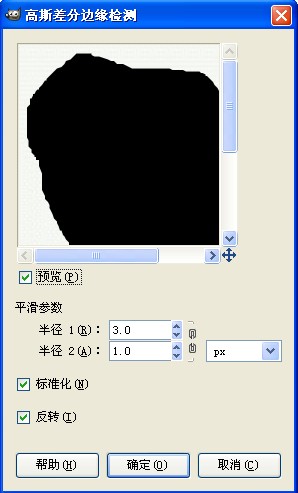 高斯差分边缘检测
预览(P)
平滑参数
半径 1(R): 3.0
半径 2(A): 1.0 px
标准化(N)
反转(I)
帮助(H) 确定(O) 取消(C)